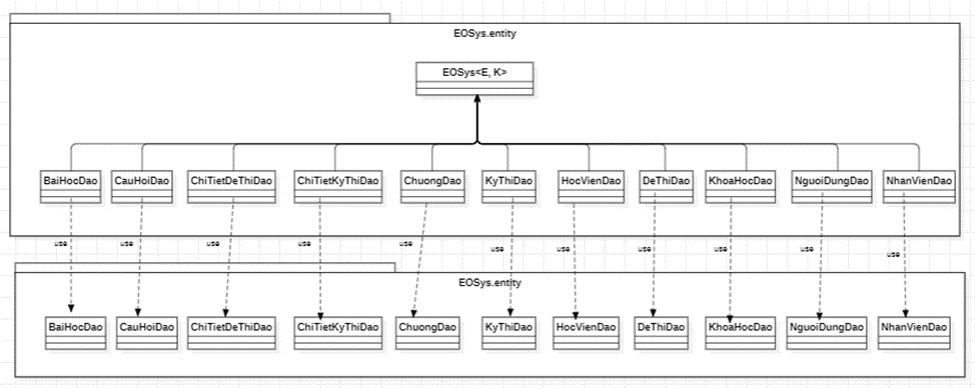 EOSys.entity
EOSys<E, K>
BaiHocDao CauHoiDao ChiTietDeThiDao ChiTietKyThiDao ChuongDao KyThiDao HocVienDao DeThiDao KhoaHocDao NguoiDungDao NhanVienDao
use use use use use use use use use use use
EOSys.entity
BaiHocDao CauHoiDao ChiTietDeThiDao ChiTietKyThiDao ChuongDao KyThiDao HocVienDao DeThiDao KhoaHocDao NguoiDungDao NhanVienDao